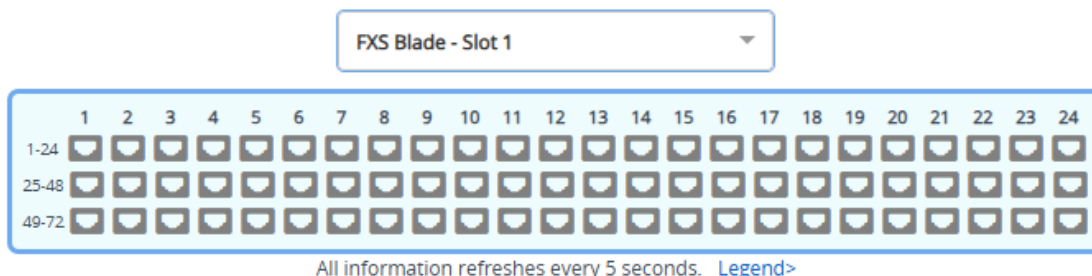 FXS Blade - Slot 1
1 2 3 4 5 6 7 8 9 10 11 12 13 14 15 16 17 18 19 20 21 22 23 24
1-24
25-48
49-72
All information refreshes every 5 seconds. Legend>